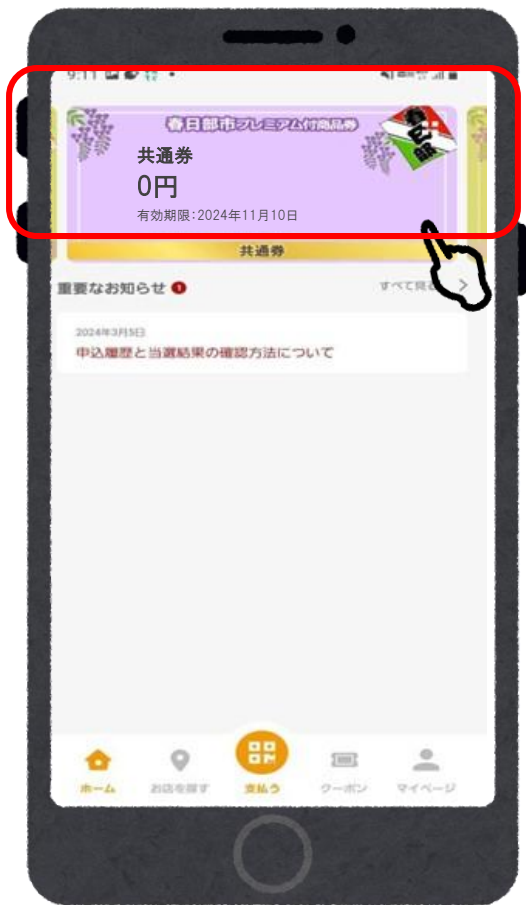 9:11
春日部市プレミアム付商品券
春日部
共通券
0円
有効期限:2024年11月10日
共通券
重要なお知らせ 1
すべて見
2024年3月5日
申込履歴と当選結果の確認方法について
ホーム
お店を探す
支払う
クーポン
マイページ